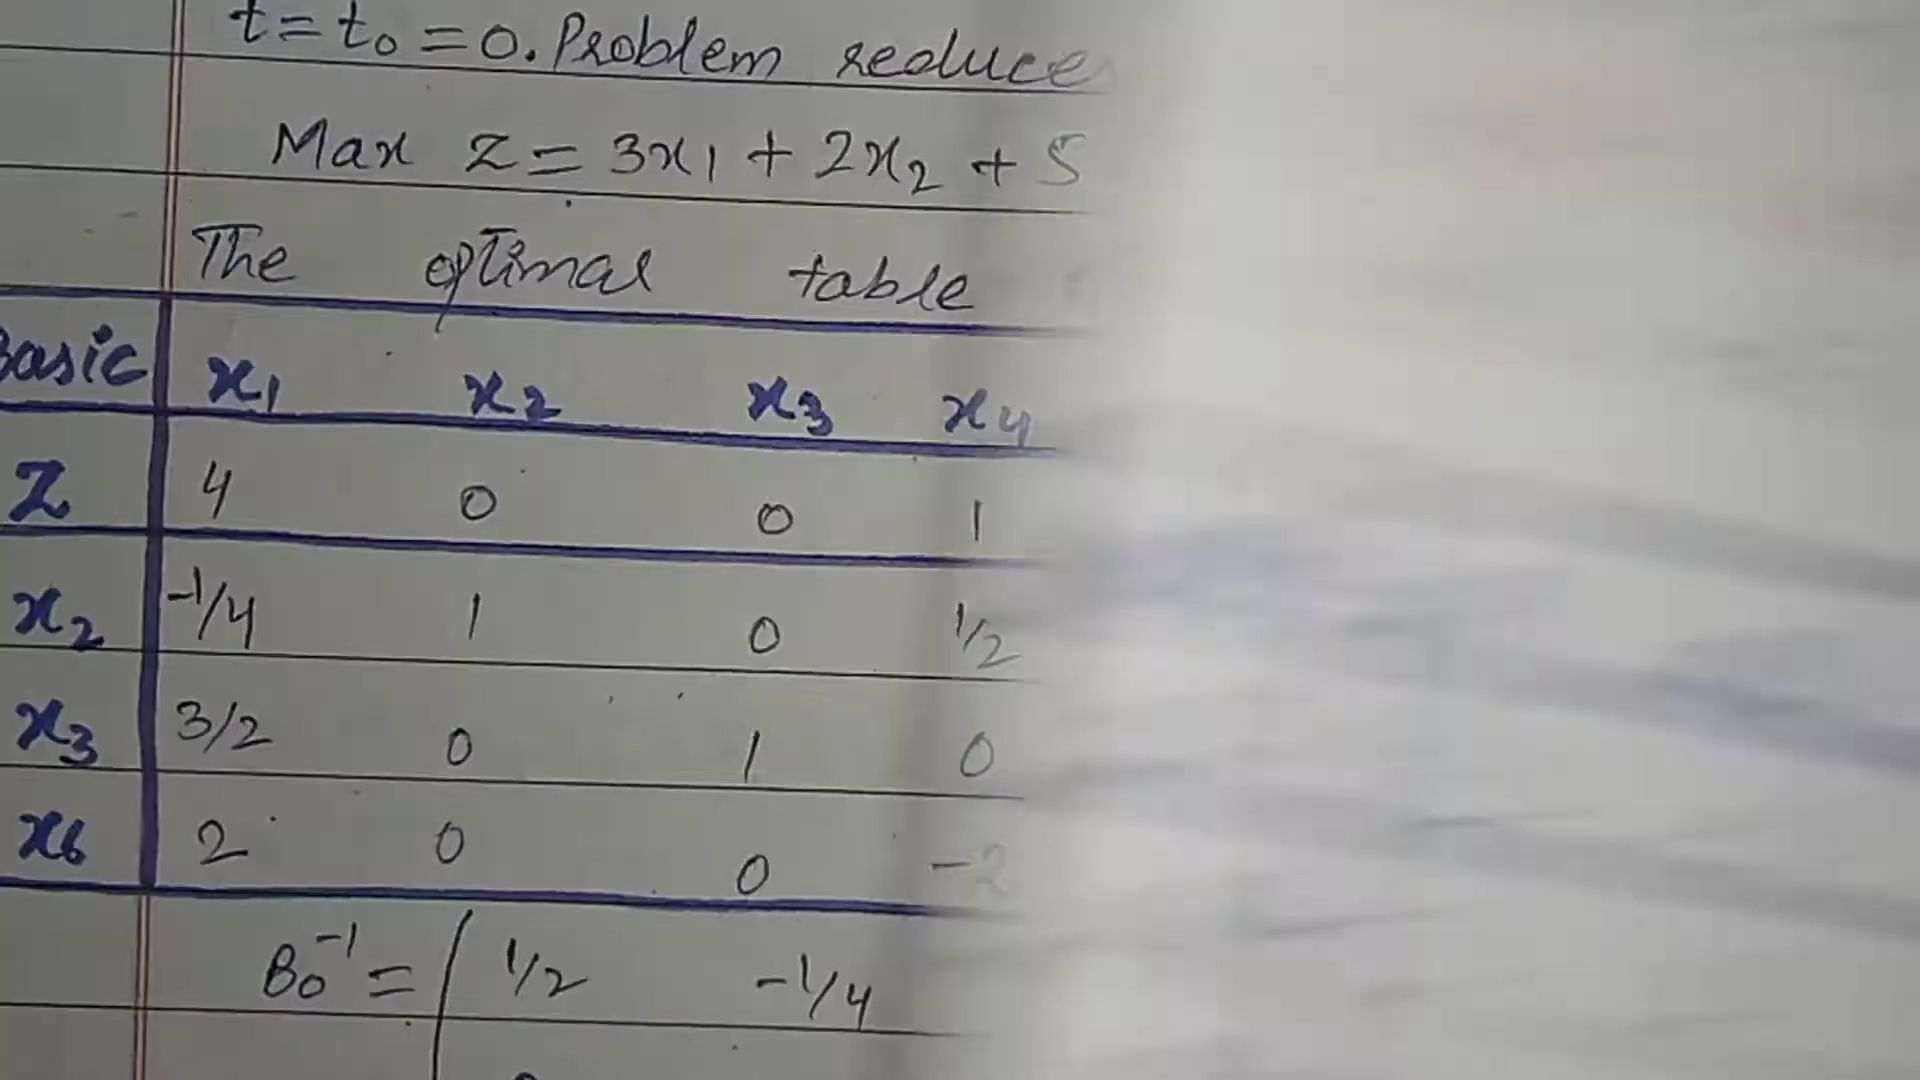 t = t0 = 0. Problem reduce
Max z = 3x1 + 2x2 + 5
The optimal table
Basic x1 x2 x3 x4
Z 4 0 0 1
x2 -1/4 1 0 1/2
x3 3/2 0 1 0
x6 2 0 0 -2
B0^-1 = ( 1/2 -1/4